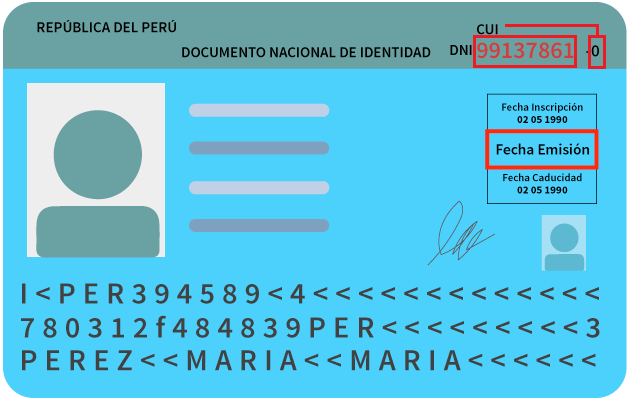 REPÚBLICA DEL PERÚ
CUI
DOCUMENTO NACIONAL DE IDENTIDAD
DNI 99137861 -0
Fecha Inscripción
02 05 1990
Fecha Emisión
Fecha Caducidad
02 05 1990
I<PER394589<4<<<<<<<<<<<<<
780312f484839PER<<<<<<<<<3
PEREZ<<MARIA<<MARIA<<<<<<